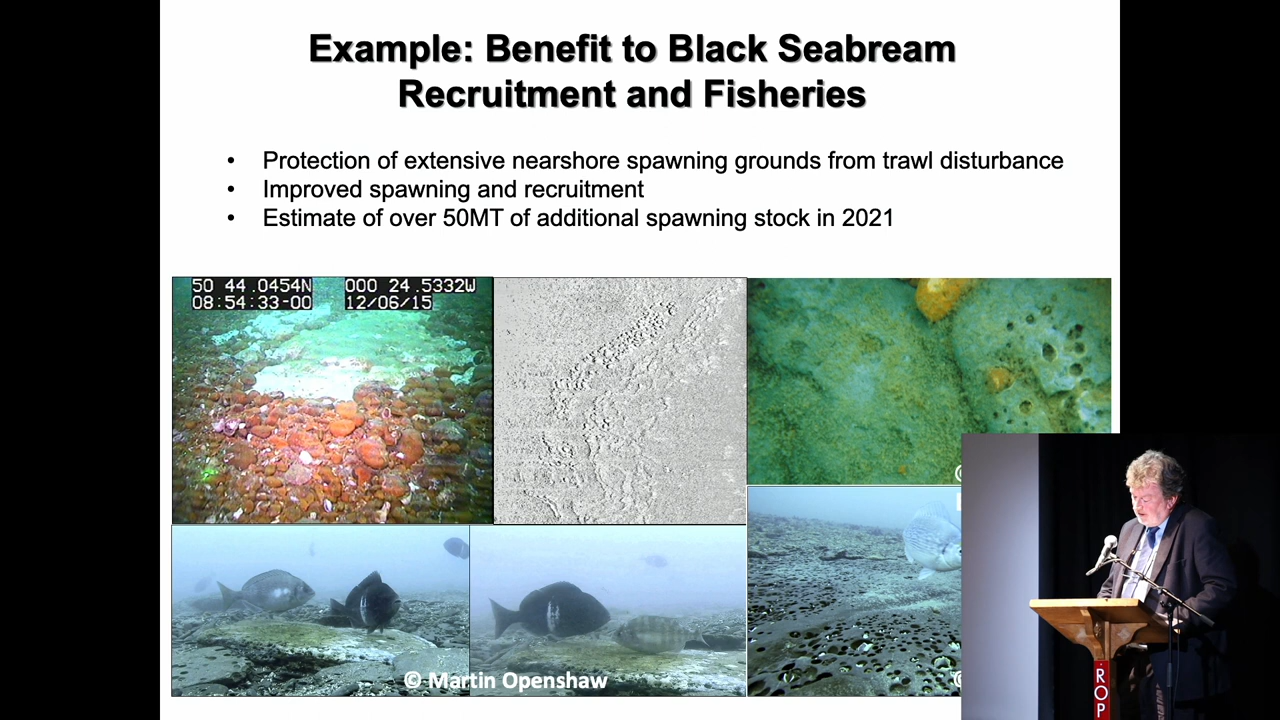 Example: Benefit to Black Seabream
Recruitment and Fisheries
• Protection of extensive nearshore spawning grounds from trawl disturbance
• Improved spawning and recruitment
• Estimate of over 50MT of additional spawning stock in 2021
50 44.0454N 000 24.5332W
08:54:33-00 12/06/15
© Martin Openshaw
ROP